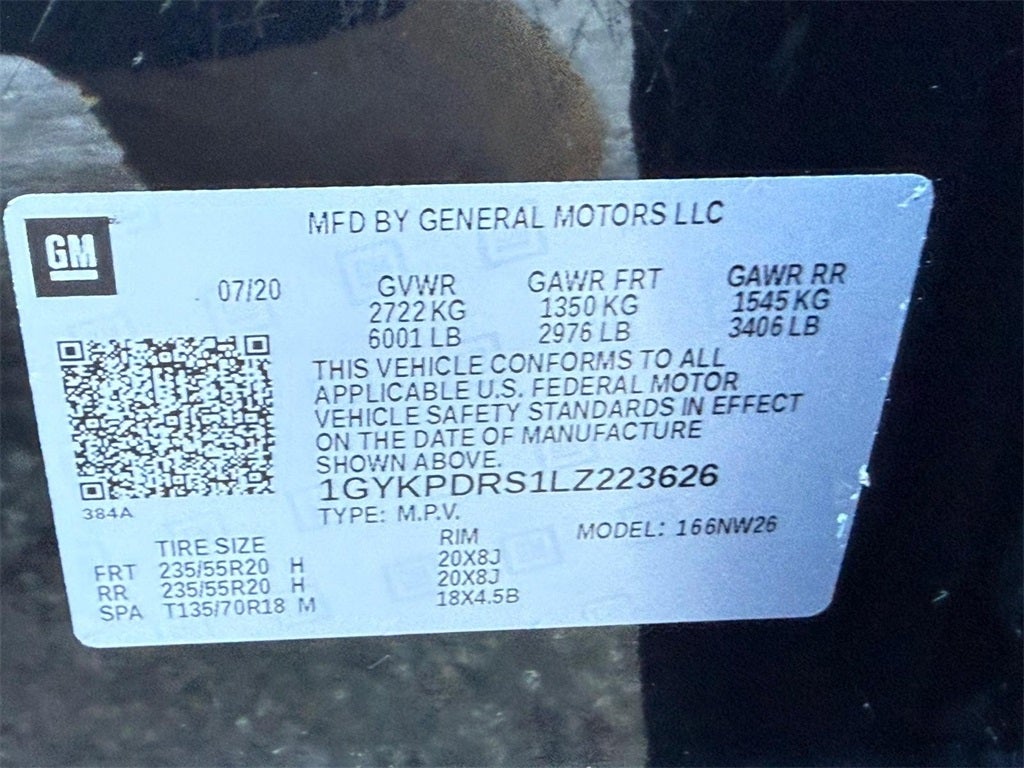 GM
MFD BY GENERAL MOTORS LLC
07/20
GVWR GAWR FRT GAWR RR
2722 KG 1350 KG 1545 KG
6001 LB 2976 LB 3406 LB
THIS VEHICLE CONFORMS TO ALL
APPLICABLE U.S. FEDERAL MOTOR
VEHICLE SAFETY STANDARDS IN EFFECT
ON THE DATE OF MANUFACTURE
SHOWN ABOVE.
1GYKPDRS1LZ223626
384A
TYPE: M.P.V. MODEL: 166NW26
TIRE SIZE RIM
FRT 235/55R20 H 20X8J
RR 235/55R20 H 20X8J
SPA T135/70R18 M 18X4.5B